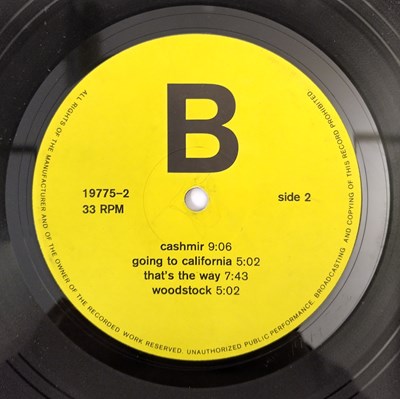 B
19775-2
33 RPM
side 2
cashmir 9:06
going to california 5:02
that's the way 7:43
woodstock 5:02
ALL RIGHTS OF THE MANUFACTURER AND OF THE OWNER OF THE RECORDED WORK RESERVED. UNAUTHORIZED PUBLIC PERFORMANCE, BROADCASTING AND COPYING OF THIS RECORD PROHIBITED